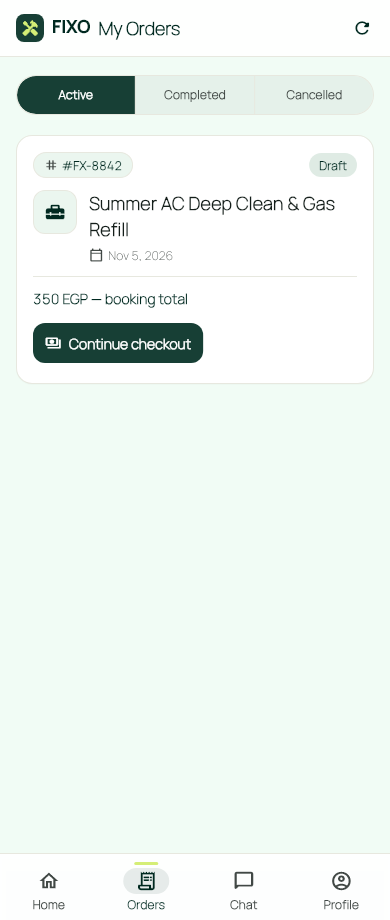 FIXO My Orders
Active Completed Cancelled
# #FX-8842 Draft
Summer AC Deep Clean & Gas
Refill
Nov 5, 2026
350 EGP — booking total
Continue checkout
Home Orders Chat Profile